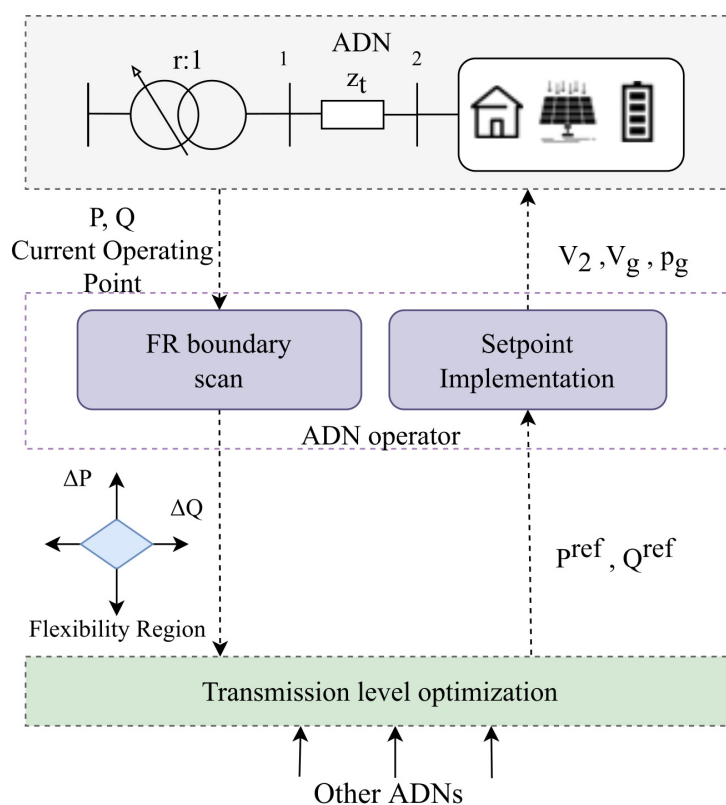 ADN
r:1
1
z_t
2
P, Q
Current Operating
Point
V_2 ,V_g , p_g
FR boundary
scan
Setpoint
Implementation
ADN operator
ΔP
ΔQ
P^ref , Q^ref
Flexibility Region
Transmission level optimization
Other ADNs